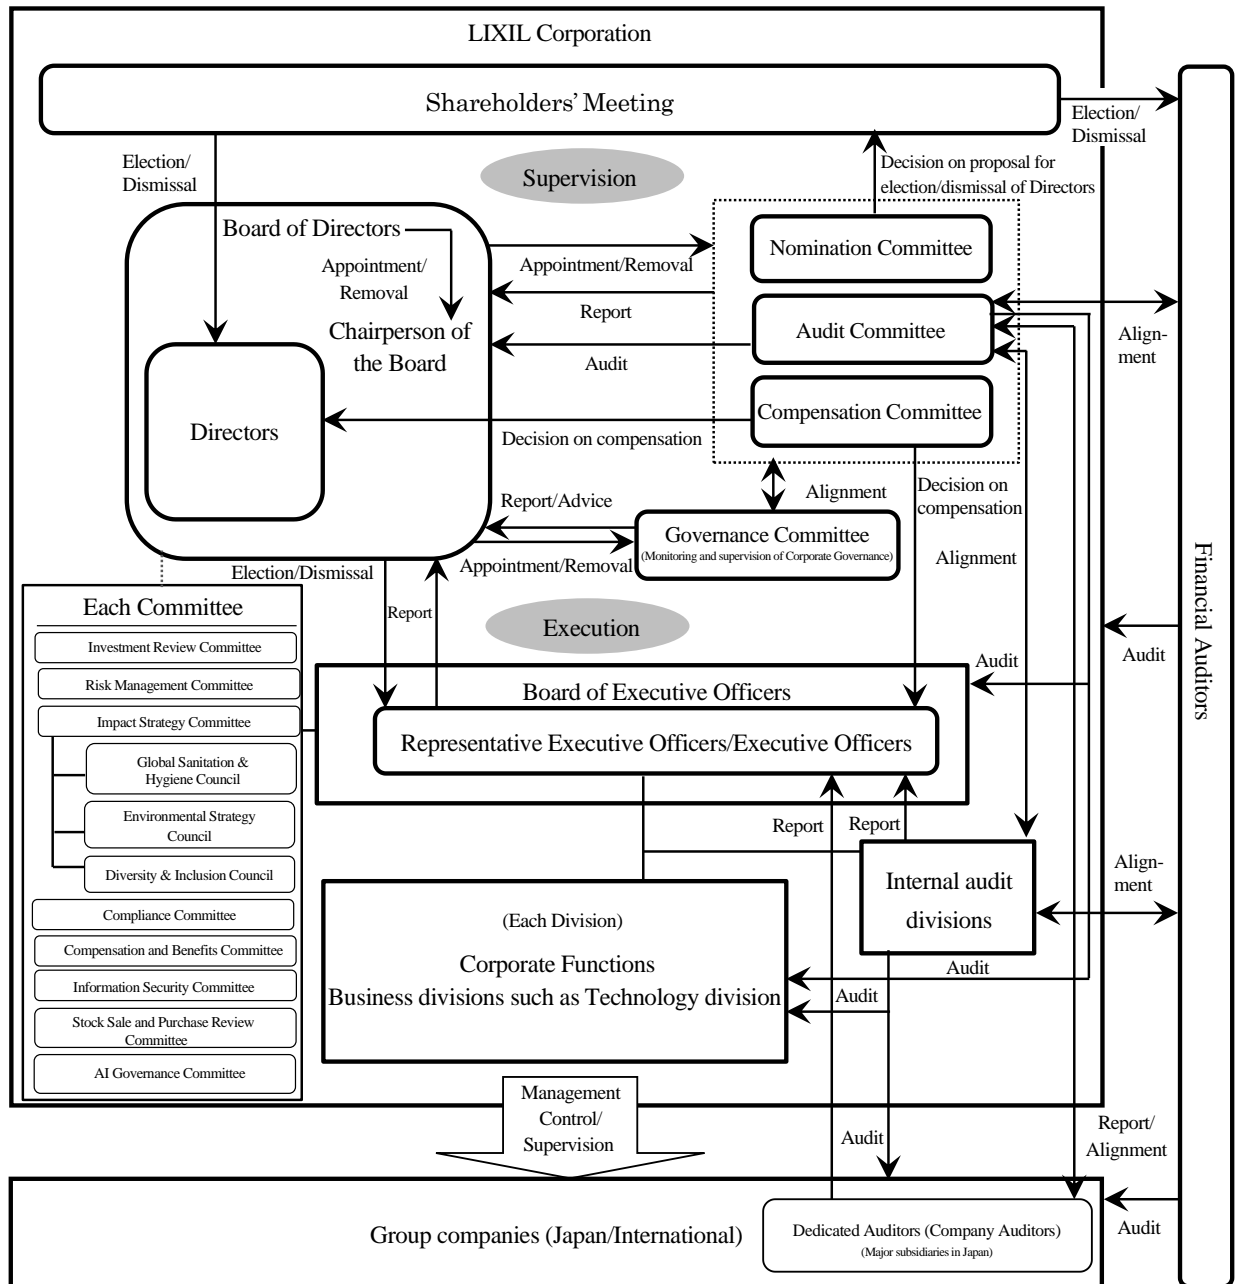 LIXIL Corporation
Shareholders' Meeting
Election/
Dismissal
Election/
Dismissal
Supervision
Decision on proposal for
election/dismissal of Directors
Board of Directors
Appointment/
Removal
Chairperson of
the Board
Directors
Appointment/Removal
Report
Audit
Decision on compensation
Nomination Committee
Audit Committee
Compensation Committee
Align-
ment
Alignment
Decision on
compensation
Alignment
Report/Advice
Governance Committee
(Monitoring and supervision of Corporate Governance)
Appointment/Removal
Election/Dismissal
Report
Execution
Financial Auditors
Audit
Audit
Each Committee
Investment Review Committee
Risk Management Committee
Impact Strategy Committee
Global Sanitation &
Hygiene Council
Environmental Strategy
Council
Diversity & Inclusion Council
Compliance Committee
Compensation and Benefits Committee
Information Security Committee
Stock Sale and Purchase Review
Committee
AI Governance Committee
Board of Executive Officers
Representative Executive Officers/Executive Officers
Report
Report
Internal audit
divisions
Align-
ment
(Each Division)
Corporate Functions
Business divisions such as Technology division
Audit
Audit
Management
Control/
Supervision
Audit
Report/
Alignment
Group companies (Japan/International)
Dedicated Auditors (Company Auditors)
(Major subsidiaries in Japan)
Audit